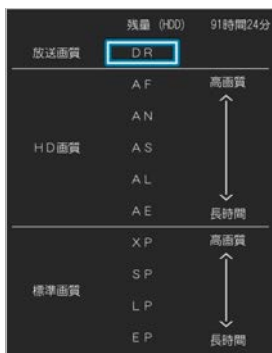 残量 (HDD) 91時間24分
放送画質 DR
AF 高画質
AN
HD画質 AS
AL
AE 長時間
XP 高画質
SP
標準画質
LP
EP 長時間